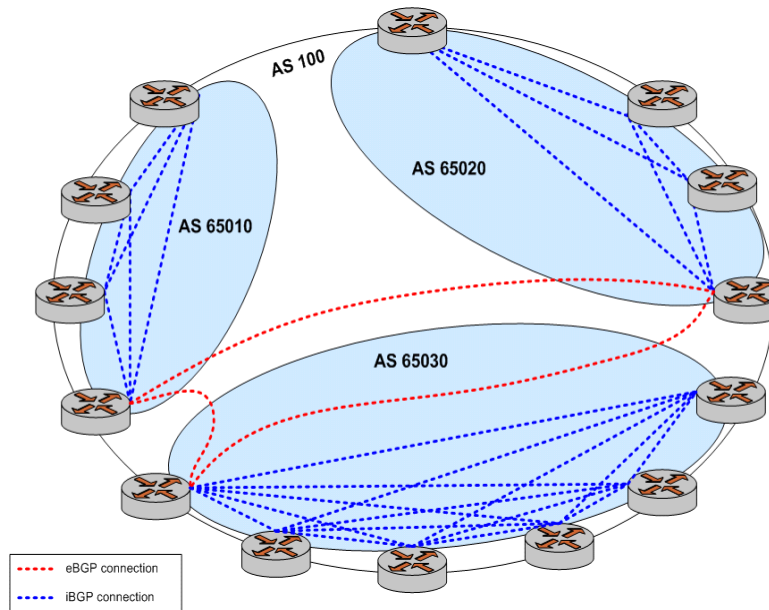 AS 100
AS 65020
AS 65010
AS 65030
eBGP connection
iBGP connection